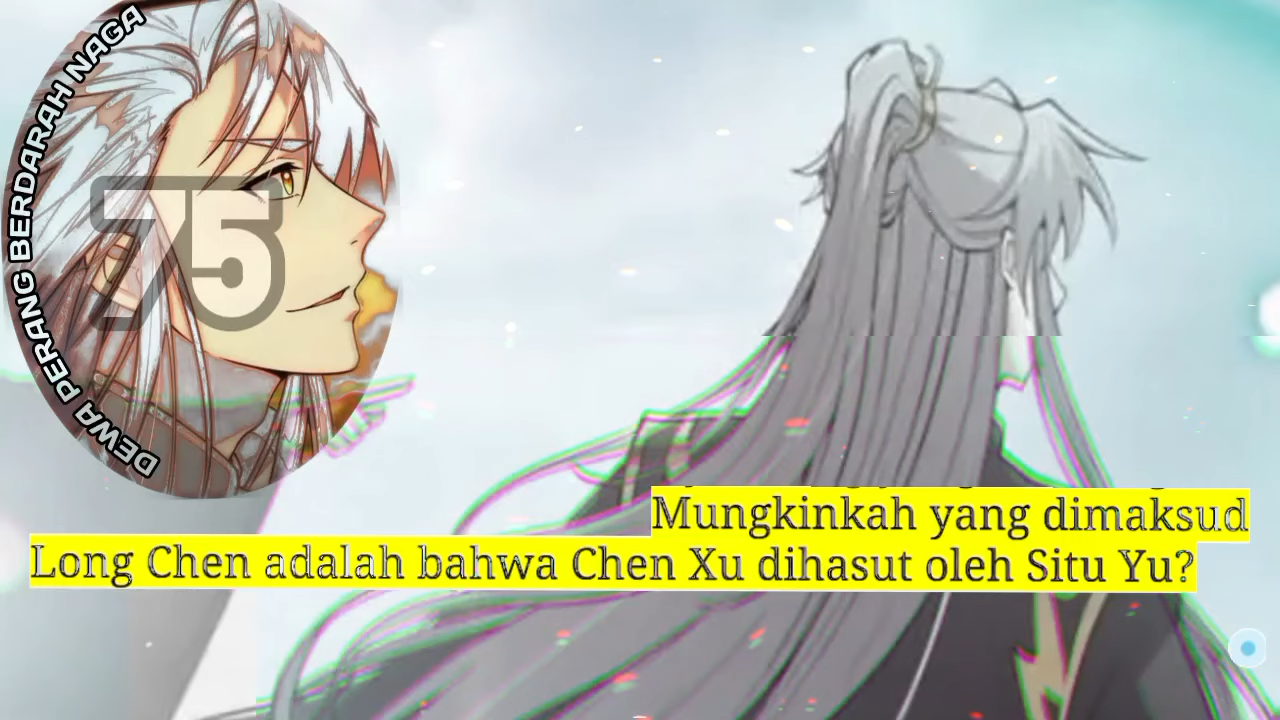 DEWA PERANG BERDARAH NAGA
75
Mungkinkah yang dimaksud
Long Chen adalah bahwa Chen Xu dihasut oleh Situ Yu?